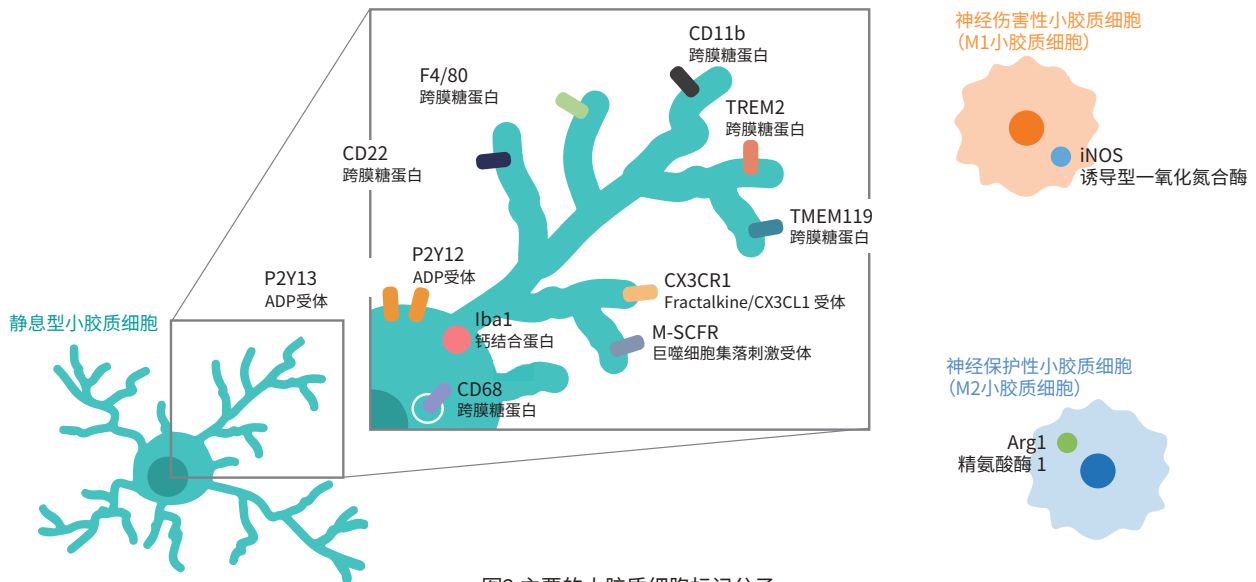 CD11b
跨膜糖蛋白
F4/80
跨膜糖蛋白
TREM2
跨膜糖蛋白
CD22
跨膜糖蛋白
TMEM119
跨膜糖蛋白
P2Y12
ADP受体
P2Y13
ADP受体
CX3CR1
Fractalkine/CX3CL1 受体
Iba1
钙结合蛋白
M-SCFR
巨噬细胞集落刺激受体
CD68
跨膜糖蛋白
静息型小胶质细胞
神经伤害性小胶质细胞
（M1小胶质细胞）
iNOS
诱导型一氧化氮合酶
神经保护性小胶质细胞
（M2小胶质细胞）
Arg1
精氨酸酶 1